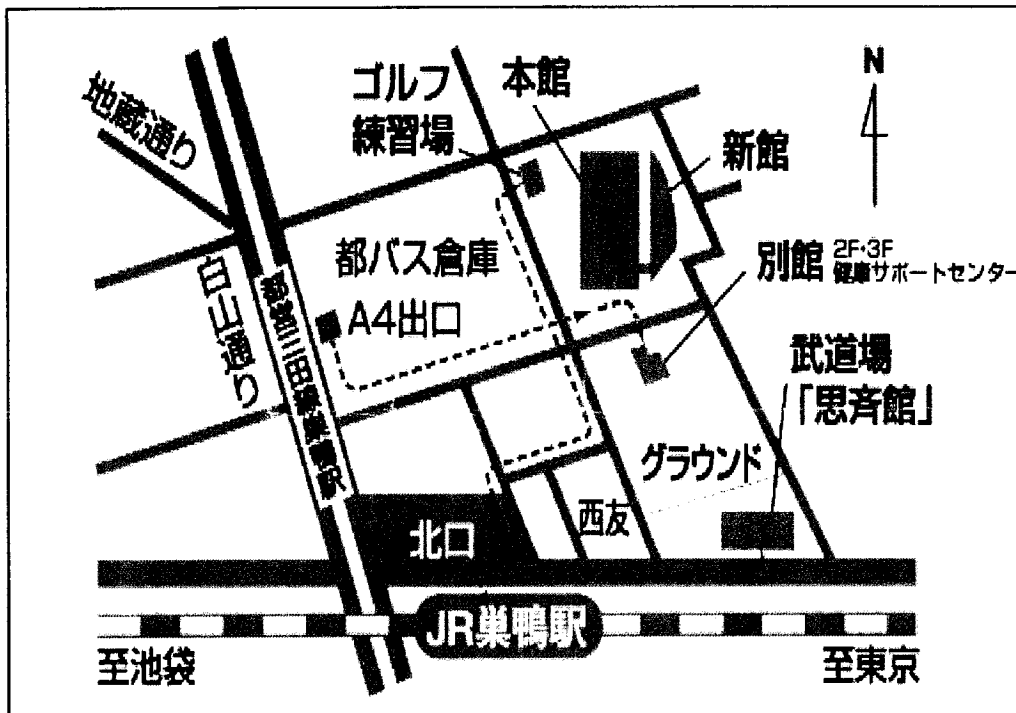 地蔵通り
ゴルフ
練習場
本館
N
新館
都バス倉庫
A4出口
白山通り
都営三田線巣鴨駅
別館 2F・3F
健康サポートセンター
武道場
「思斉館」
グラウンド
西友
北口
JR巣鴨駅
至池袋
至東京